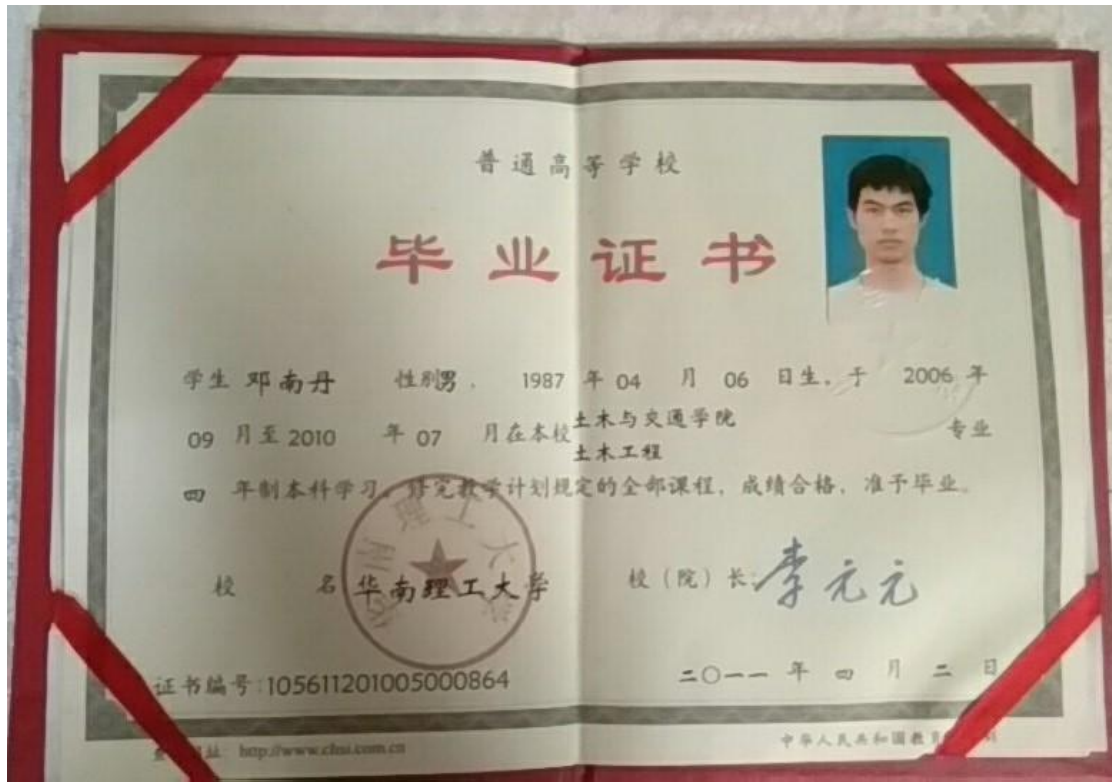 普通高等学校
毕业证书
学生 邓南丹 性别男, 1987 年 04 月 06 日生,于 2006 年
09 月至 2010 年 07 月在本校 土木与交通学院
土木工程 专业
四 年制本科学习,修完教学计划规定的全部课程,成绩合格,准予毕业。
校 名 华南理工大学 校(院)长: 李元元
证书编号:105611201005000864 二〇一一 年 四 月 二 日
http://www.chsi.com.cn 中华人民共和国教育